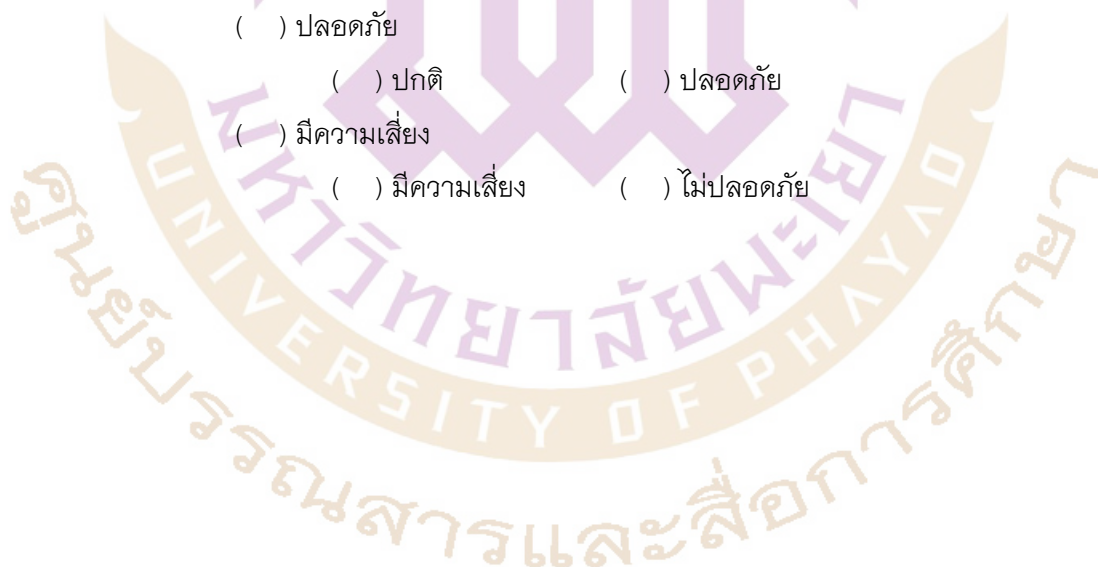 ( ) ปลอดภัย
( ) ปกติ ( ) ปลอดภัย
( ) มีความเสี่ยง
( ) มีความเสี่ยง ( ) ไม่ปลอดภัย
มหาวิทยาลัยพะเยา
UNIVERSITY OF PHAYAO
ศูนย์บรรณสารและสื่อการศึกษา